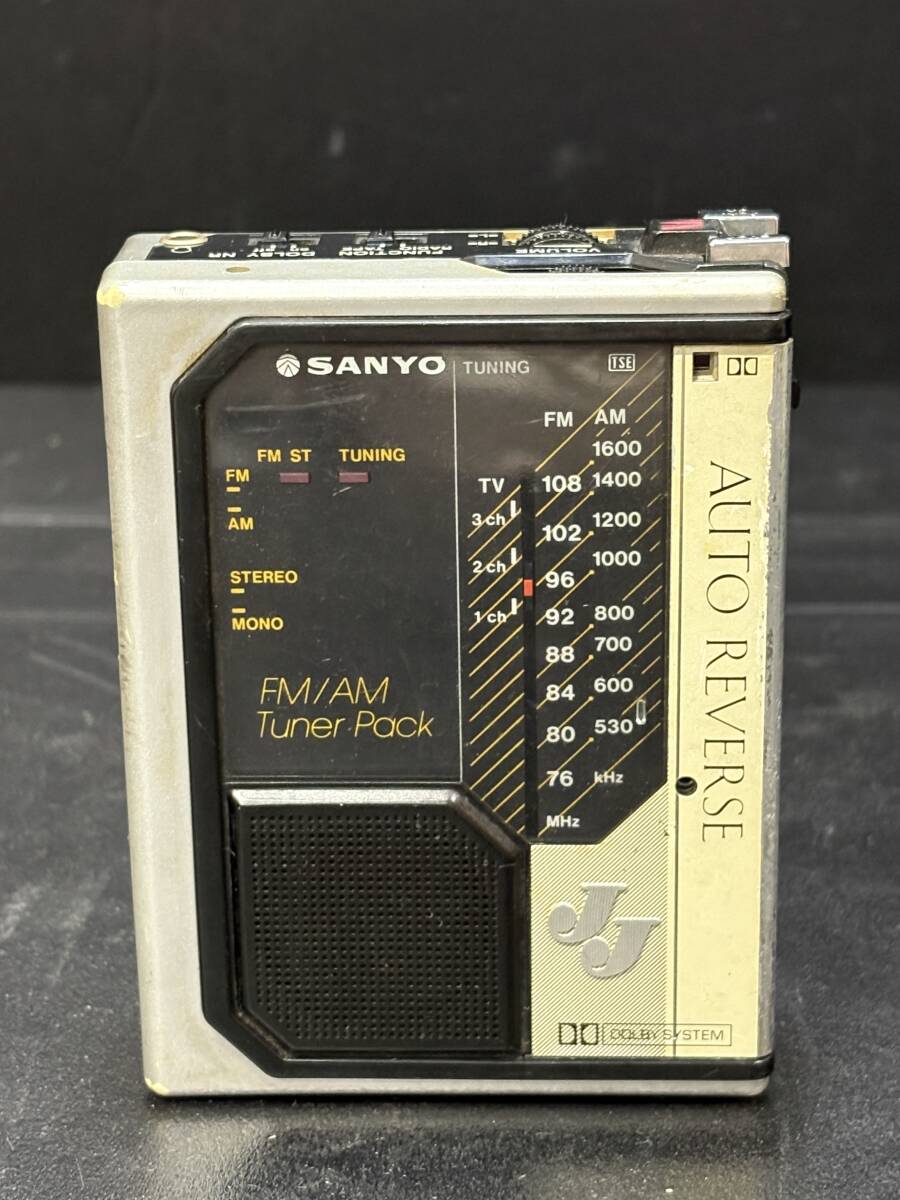 DOLBY NR
FUNCTION
RADIO TAPE
VOLUME
SANYO
TUNING
TSE
FM ST TUNING
FM
AM
STEREO
MONO
FM/AM
Tuner Pack
FM AM
1600
TV 108 1400
3 ch 102 1200
2 ch 96 1000
1 ch 92 800
88 700
84 600
80 530
76 kHz
MHz
AUTO REVERSE
JJ
DOLBY SYSTEM